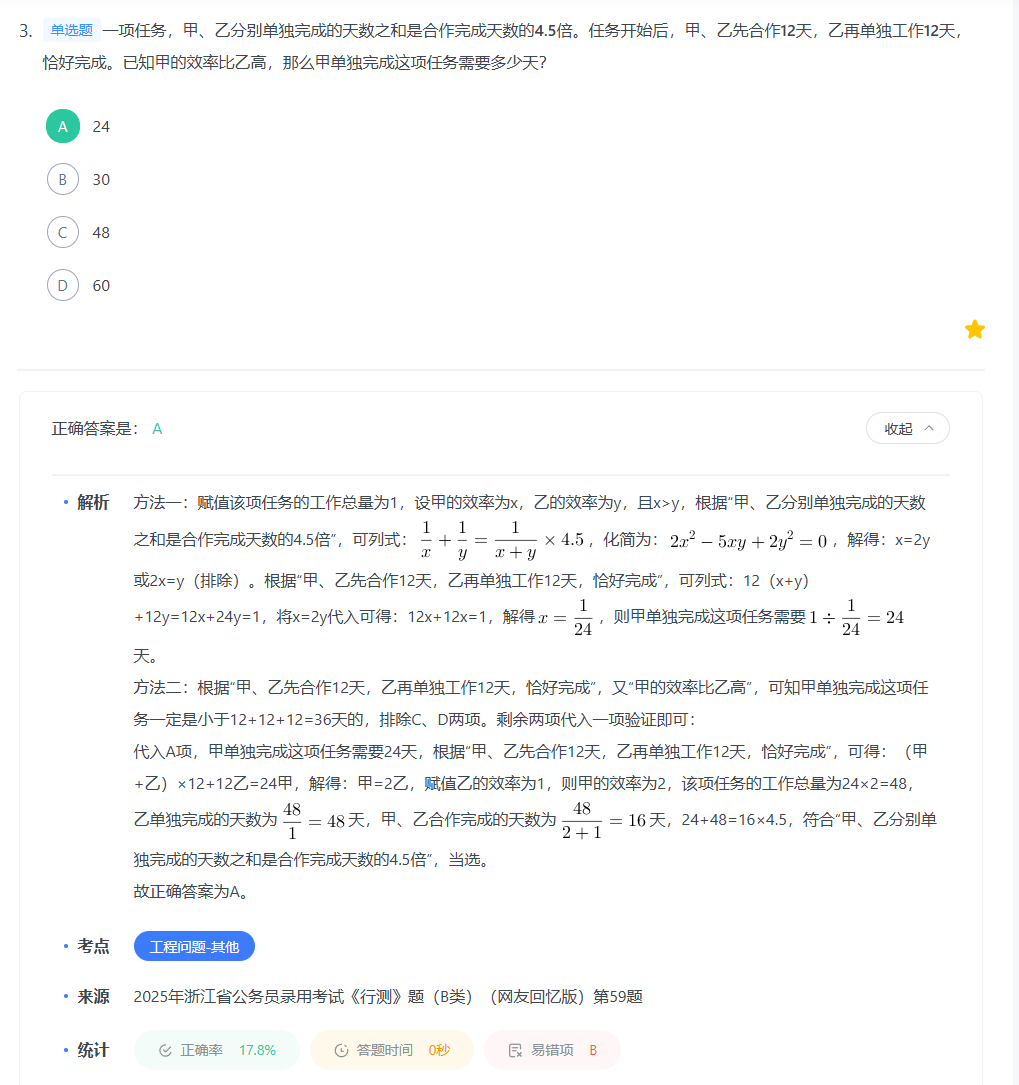 3. 单选题 一项任务，甲、乙分别单独完成的天数之和是合作完成天数的4.5倍。任务开始后，甲、乙先合作12天，乙再单独工作12天，
恰好完成。已知甲的效率比乙高，那么甲单独完成这项任务需要多少天？
A 24
B 30
C 48
D 60
正确答案是： A 收起
• 解析 方法一：赋值该项任务的工作总量为1，设甲的效率为x，乙的效率为y，且x>y，根据“甲、乙分别单独完成的天数
之和是合作完成天数的4.5倍”，可列式：1/x + 1/y = 1/(x+y) × 4.5，化简为：2x² − 5xy + 2y² = 0，解得：x=2y
或2x=y（排除）。根据“甲、乙先合作12天，乙再单独工作12天，恰好完成”，可列式：12（x+y）
+12y=12x+24y=1，将x=2y代入可得：12x+12x=1，解得 x = 1/24，则甲单独完成这项任务需要 1 ÷ 1/24 = 24
天。
方法二：根据“甲、乙先合作12天，乙再单独工作12天，恰好完成”，又“甲的效率比乙高”，可知甲单独完成这项任
务一定是小于12+12+12=36天的，排除C、D两项。剩余两项代入一项验证即可：
代入A项，甲单独完成这项任务需要24天，根据“甲、乙先合作12天，乙再单独工作12天，恰好完成”，可得：（甲
+乙）×12+12乙=24甲，解得：甲=2乙，赋值乙的效率为1，则甲的效率为2，该项任务的工作总量为24×2=48，
乙单独完成的天数为 48/1 = 48 天，甲、乙合作完成的天数为 48/(2+1) = 16 天，24+48=16×4.5，符合“甲、乙分别单
独完成的天数之和是合作完成天数的4.5倍”，当选。
故正确答案为A。
• 考点 工程问题-其他
• 来源 2025年浙江省公务员录用考试《行测》题（B类）（网友回忆版）第59题
• 统计 正确率 17.8% 答题时间 0秒 易错项 B